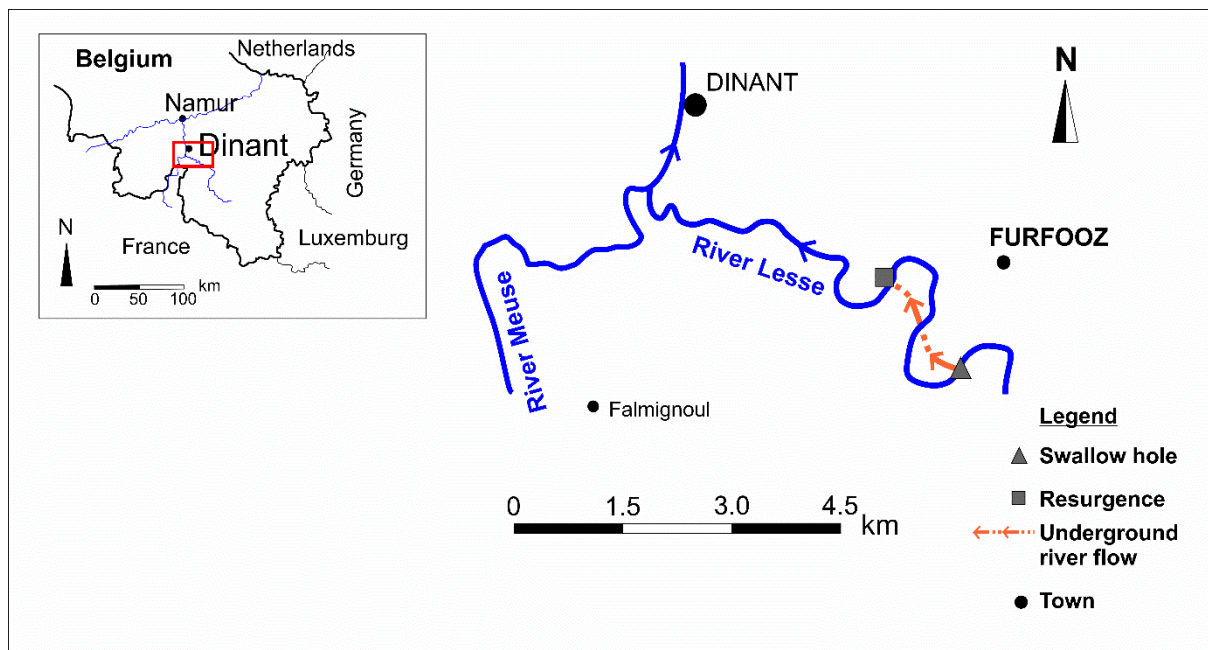 Belgium
Netherlands
Namur
Dinant
Germany
France
Luxemburg
N
0 50 100 km
DINANT
N
River Lesse
FURFOOZ
River Meuse
Falmignoul
0 1.5 3.0 4.5
km
Legend
Swallow hole
Resurgence
Underground
river flow
Town